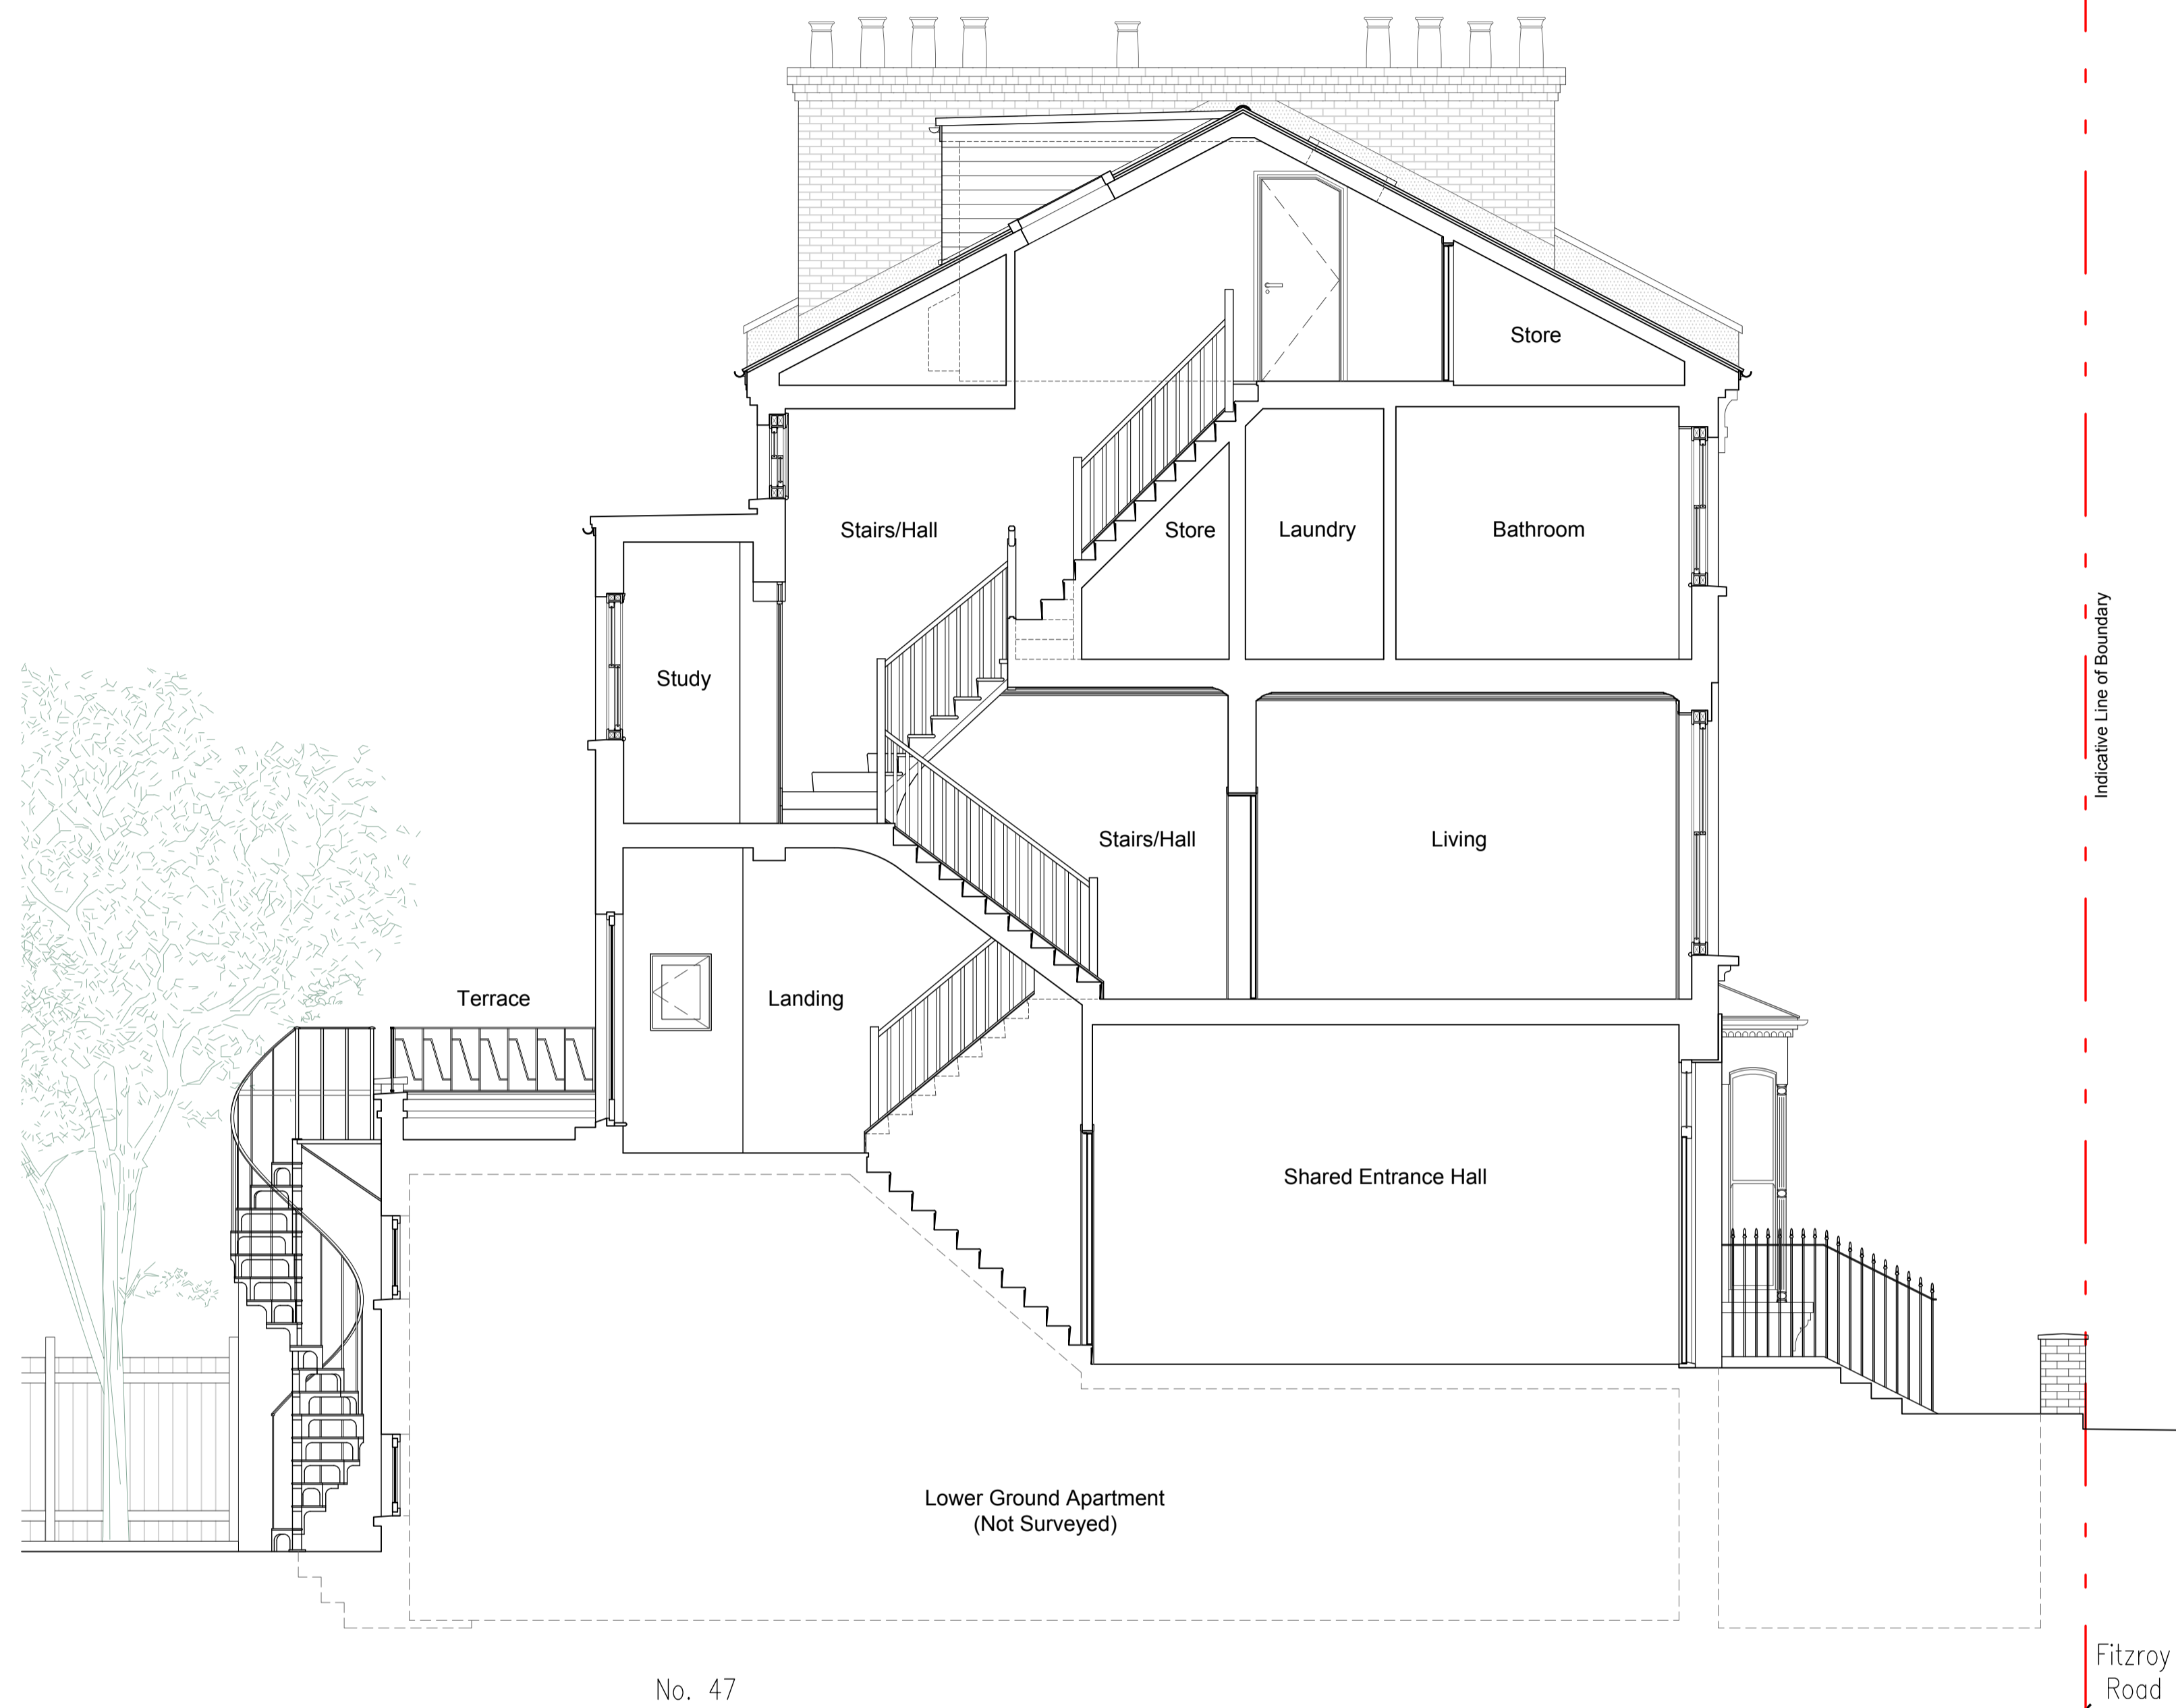 Store
Stairs/Hall
Store
Laundry
Bathroom
Study
Indicative Line of Boundary
Stairs/Hall
Living
Terrace
Landing
Shared Entrance Hall
Lower Ground Apartment
(Not Surveyed)
No. 47
Fitzroy
Road